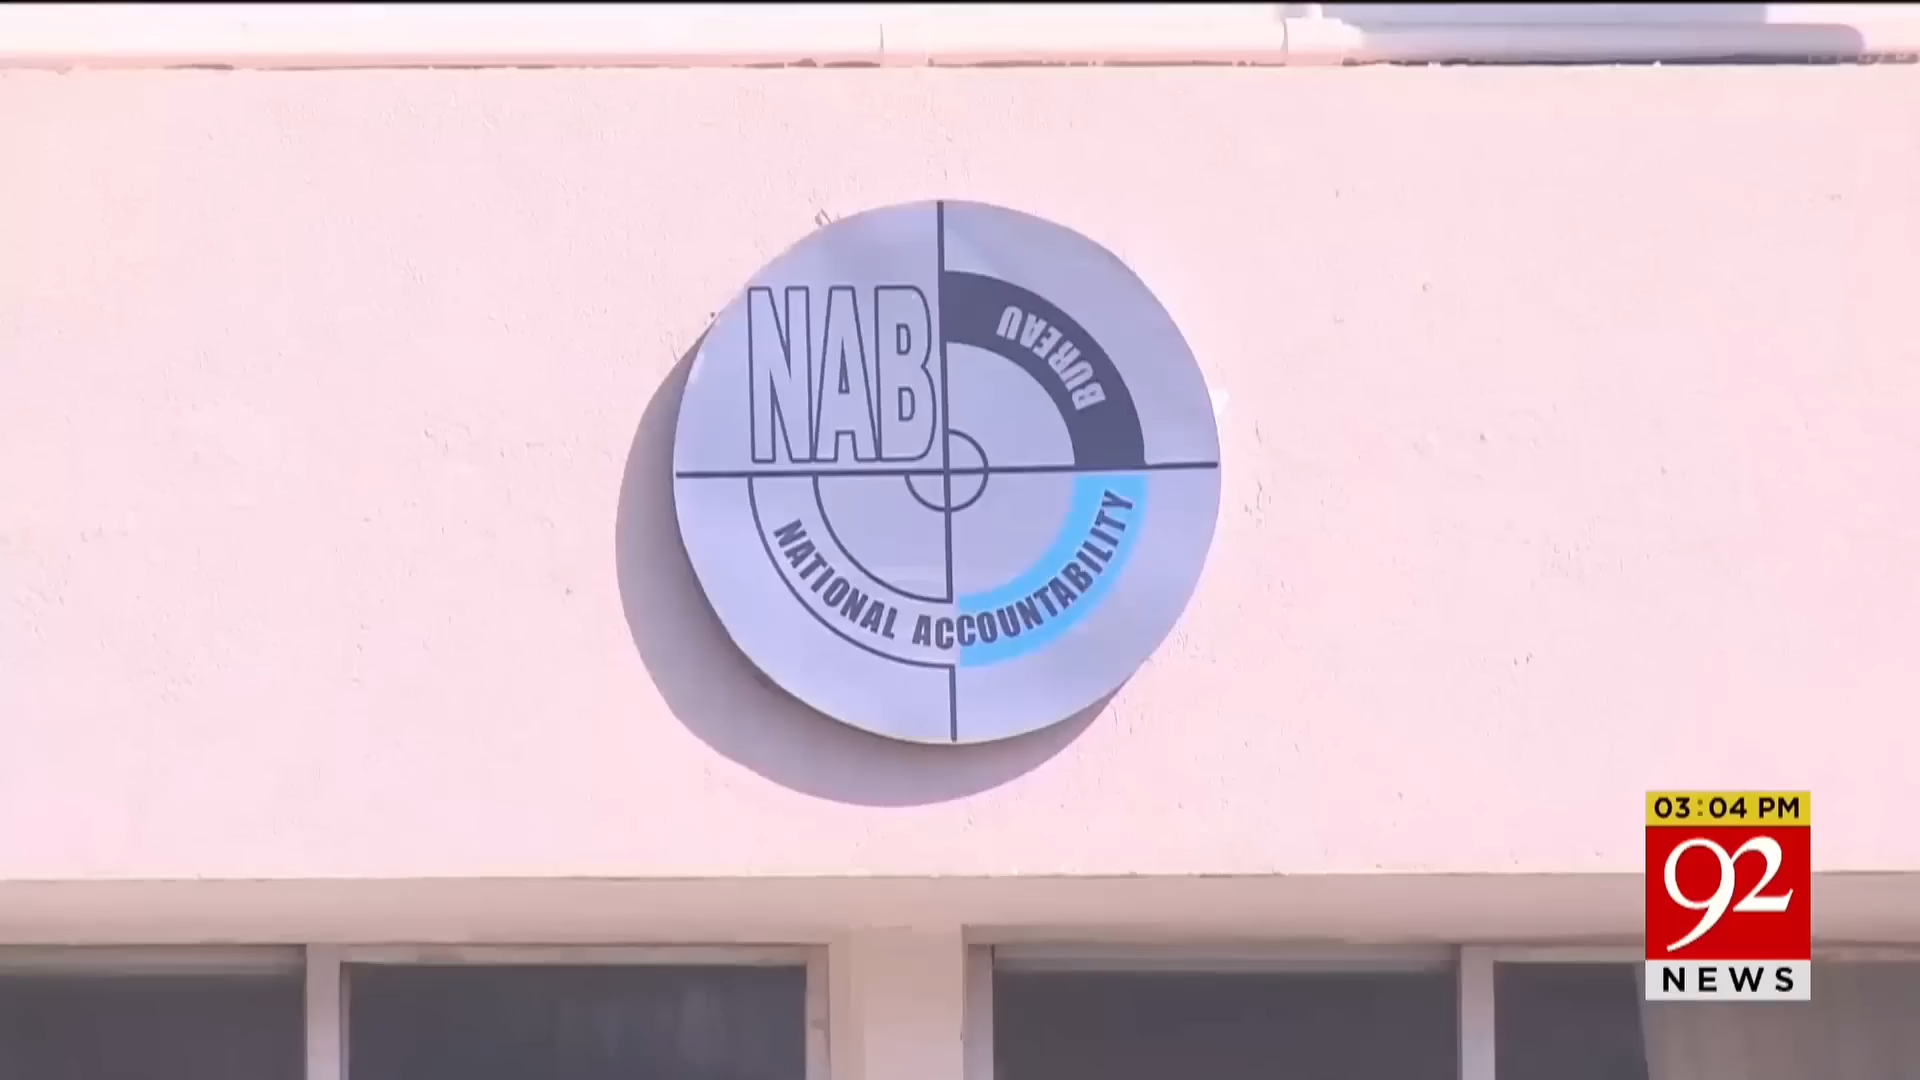 NAB
BUREAU
NATIONAL ACCOUNTABILITY
03:04 PM
92
NEWS